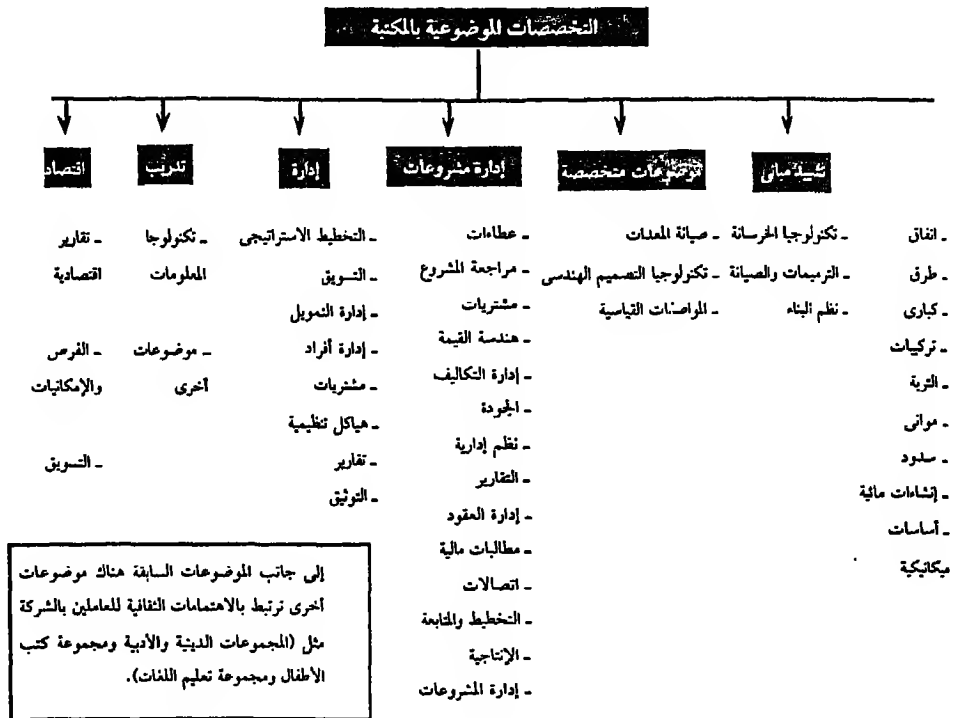 التخصصات الموضوعية بالمكتبة
تشييد مبانى
موضوعات متخصصة
إدارة مشروعات
إدارة
تدريب
اقتصاد
ـ انفاق
ـ طرق
ـ كبارى
ـ تركيبات
ـ التربة
ـ موانى
ـ سدود
ـ إنشاءات مائية
ـ أساسات
ميكانيكية
ـ تكنولوجيا الخرسانة
ـ الترميمات والصيانة
ـ نظم البناء
ـ صيانة المعدات
ـ تكنولوجيا التصميم الهندسى
ـ المواصفات القياسية
ـ عطاءات
ـ مراجعة المشروع
ـ مشتريات
ـ هندسة القيمة
ـ إدارة التكاليف
ـ الجودة
ـ نظم إدارية
ـ التقارير
ـ إدارة العقود
ـ مطالبات مالية
ـ اتصالات
ـ التخطيط والمتابعة
ـ الإنتاجية
ـ إدارة المشروعات
ـ التخطيط الاستراتيجى
ـ التسويق
ـ إدارة التمويل
ـ إدارة أفراد
ـ مشتريات
ـ هياكل تنظيمية
ـ تقارير
ـ التوثيق
ـ تكنولوجا
المعلومات
ـ موضوعات
أخرى
ـ تقارير
اقتصادية
ـ الفرص
والإمكانيات
ـ التسويق
إلى جانب الموضوعات السابقة هناك موضوعات
أخرى ترتبط بالاهتمامات الثقافية للعاملين بالشركة
مثل (المجموعات الدينية والأدبية ومجموعة كتب
الأطفال ومجموعة تعليم اللغات).